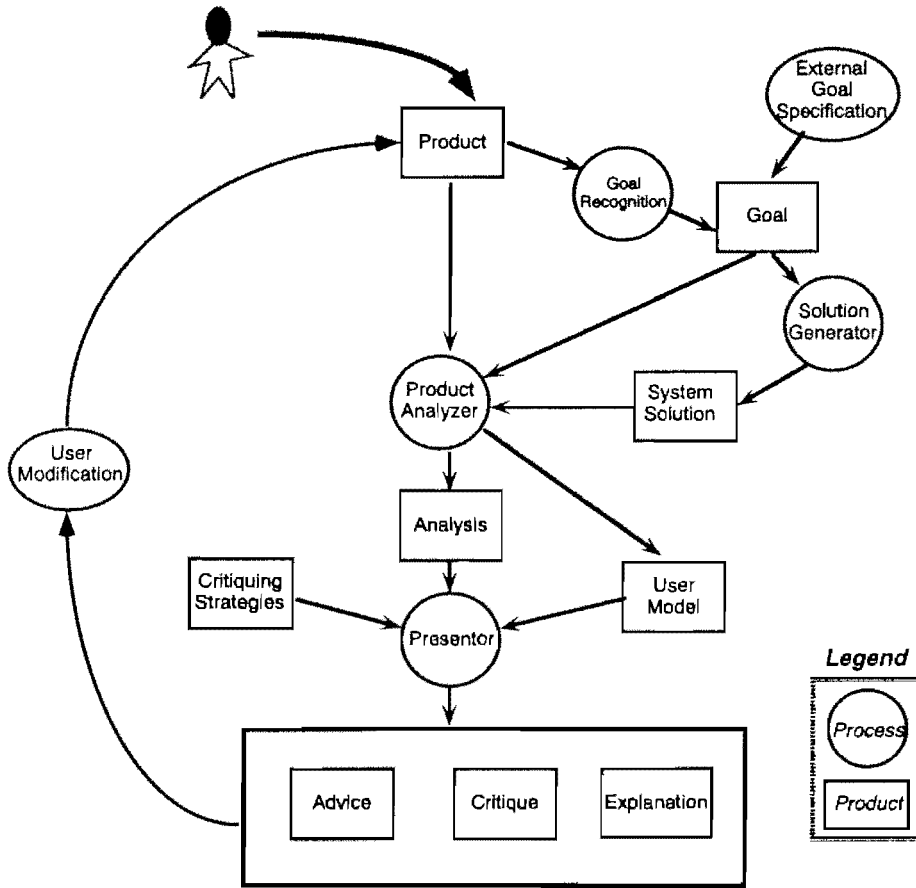 External
Goal
Specification
Product
Goal
Recognition
Goal
Solution
Generator
Product
Analyzer
System
Solution
User
Modification
Analysis
Critiquing
Strategies
User
Model
Presentor
Legend
Process
Advice
Critique
Explanation
Product